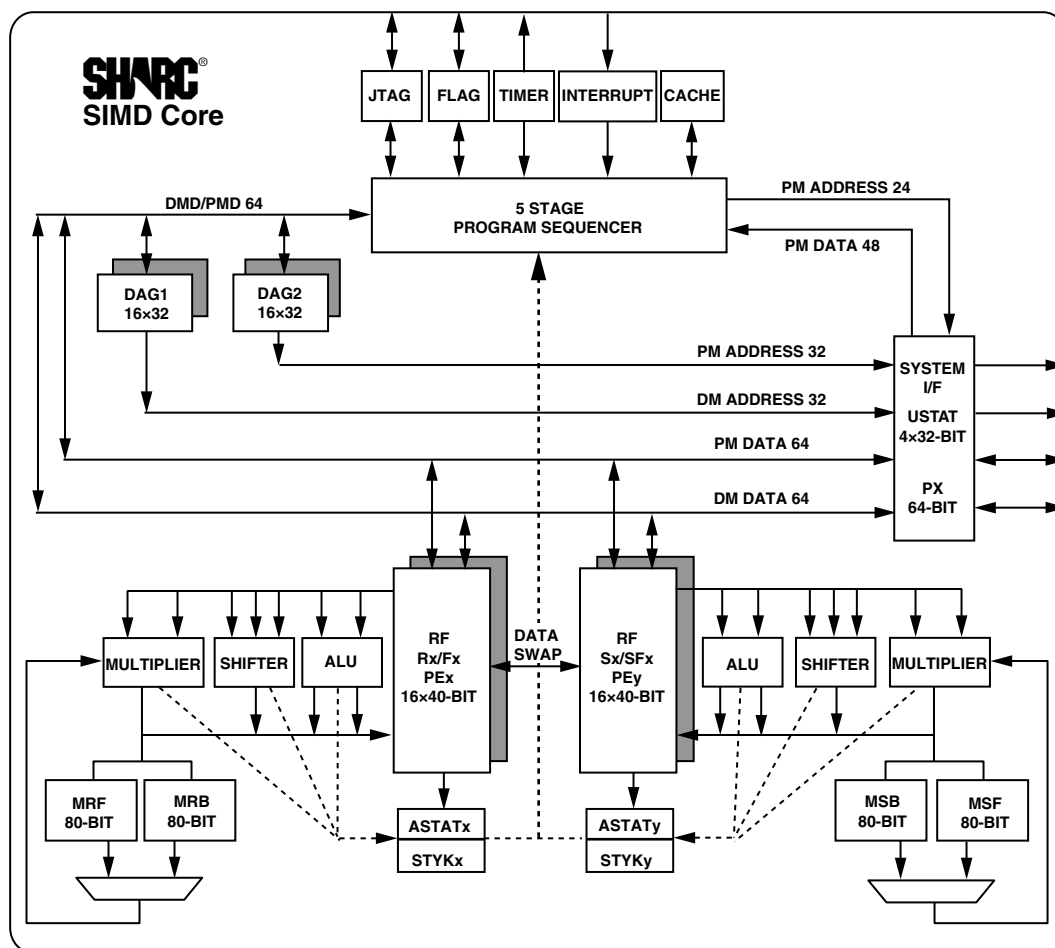 SHARC®
SIMD Core
JTAG
FLAG
TIMER
INTERRUPT
CACHE
DMD/PMD 64
5 STAGE
PROGRAM SEQUENCER
PM ADDRESS 24
PM DATA 48
DAG1
16×32
DAG2
16×32
PM ADDRESS 32
DM ADDRESS 32
PM DATA 64
DM DATA 64
SYSTEM
I/F
USTAT
4×32-BIT
PX
64-BIT
MULTIPLIER
SHIFTER
ALU
RF
Rx/Fx
PEx
16×40-BIT
DATA
SWAP
RF
Sx/SFx
PEy
16×40-BIT
ALU
SHIFTER
MULTIPLIER
MRF
80-BIT
MRB
80-BIT
ASTATx
STYKx
ASTATy
STYKy
MSB
80-BIT
MSF
80-BIT